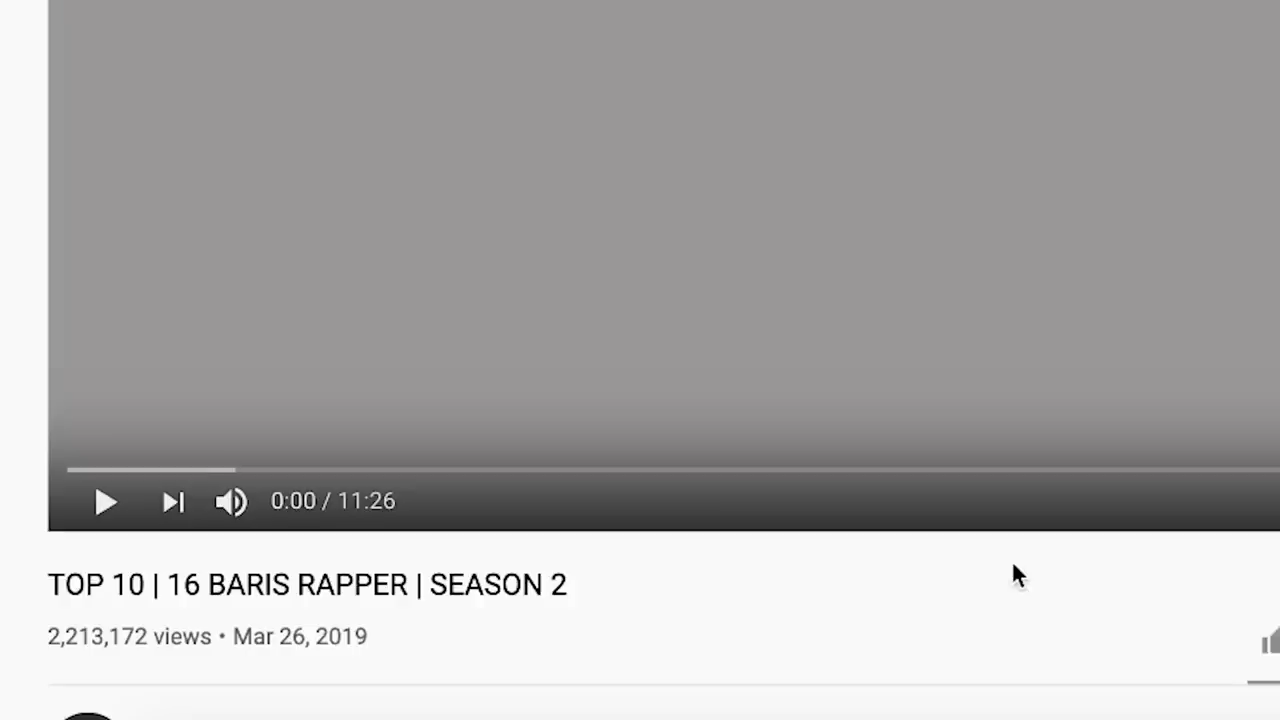 0:00 / 11:26
TOP 10 | 16 BARIS RAPPER | SEASON 2
2,213,172 views • Mar 26, 2019